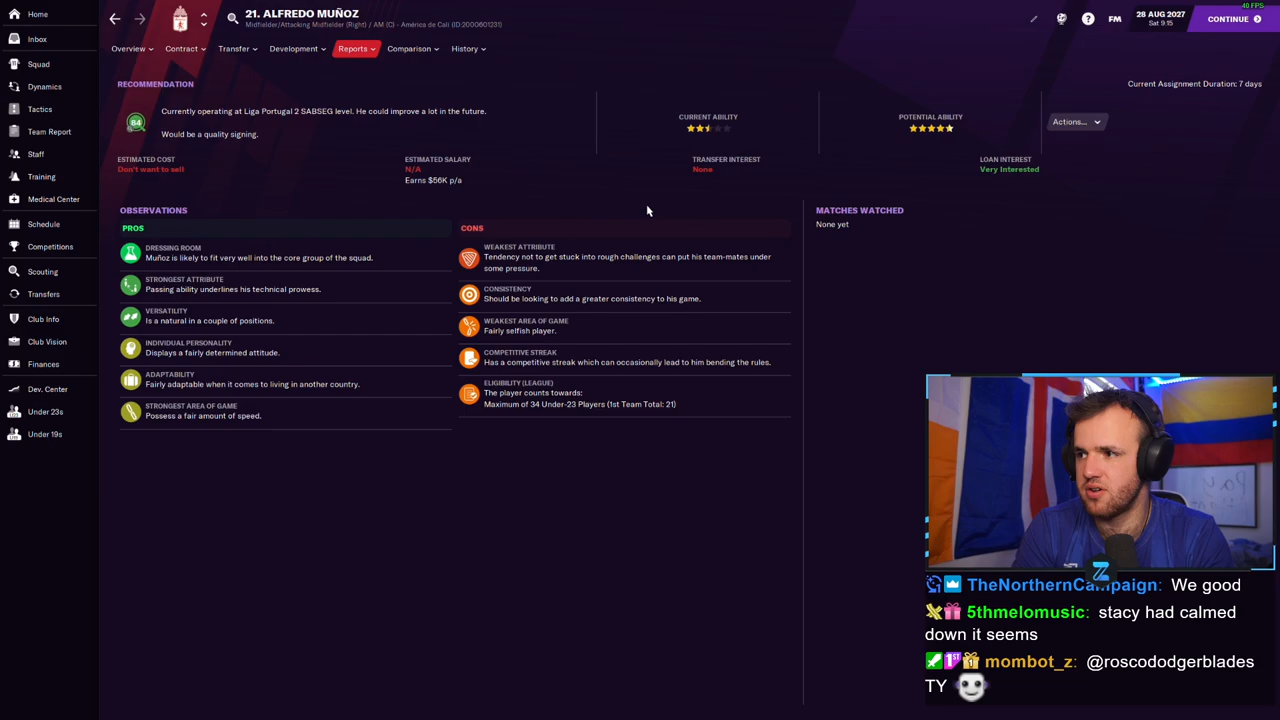 40 FPS
Home
Inbox
Squad
Dynamics
Tactics
Team Report
Staff
Training
Medical Center
Schedule
Competitions
Scouting
Transfers
Club Info
Club Vision
Finances
Dev. Center
Under 23s
Under 19s
21. ALFREDO MUÑOZ
Midfielder/Attacking Midfielder (Right) / AM (C) - América de Cali (ID:2000601231)
FM
28 AUG 2027
Sat 9:15
CONTINUE
Overview
Contract
Transfer
Development
Reports
Comparison
History
RECOMMENDATION
Current Assignment Duration: 7 days
84
Currently operating at Liga Portugal 2 SABSEG level. He could improve a lot in the future.
Would be a quality signing.
CURRENT ABILITY
POTENTIAL ABILITY
Actions...
ESTIMATED COST
Don't want to sell
ESTIMATED SALARY
N/A
Earns $56K p/a
TRANSFER INTEREST
None
LOAN INTEREST
Very Interested
OBSERVATIONS
PROS
DRESSING ROOM
Muñoz is likely to fit very well into the core group of the squad.
STRONGEST ATTRIBUTE
Passing ability underlines his technical prowess.
VERSATILITY
Is a natural in a couple of positions.
INDIVIDUAL PERSONALITY
Displays a fairly determined attitude.
ADAPTABILITY
Fairly adaptable when it comes to living in another country.
STRONGEST AREA OF GAME
Possess a fair amount of speed.
CONS
WEAKEST ATTRIBUTE
Tendency not to get stuck into rough challenges can put his team-mates under
some pressure.
CONSISTENCY
Should be looking to add a greater consistency to his game.
WEAKEST AREA OF GAME
Fairly selfish player.
COMPETITIVE STREAK
Has a competitive streak which can occasionally lead to him bending the rules.
ELIGIBILITY (LEAGUE)
The player counts towards:
Maximum of 34 Under-23 Players (1st Team Total: 21)
MATCHES WATCHED
None yet
TheNorthernCampaign: We good
5thmelomusic: stacy had calmed
down it seems
mombot_z: @roscododgerblades
TY